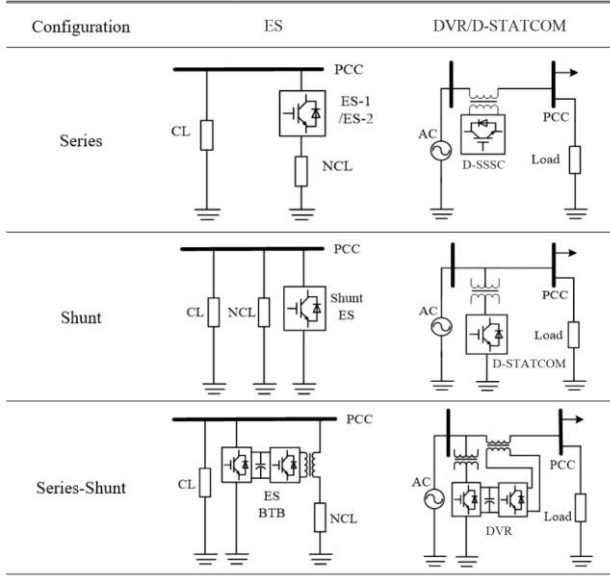 Configuration ES DVR/D-STATCOM
Series
PCC
CL
ES-1
/ES-2
NCL
AC
D-SSSC
PCC
Load
Shunt
PCC
CL
NCL
Shunt
ES
AC
D-STATCOM
PCC
Load
Series-Shunt
PCC
CL
ES
BTB
NCL
AC
DVR
PCC
Load